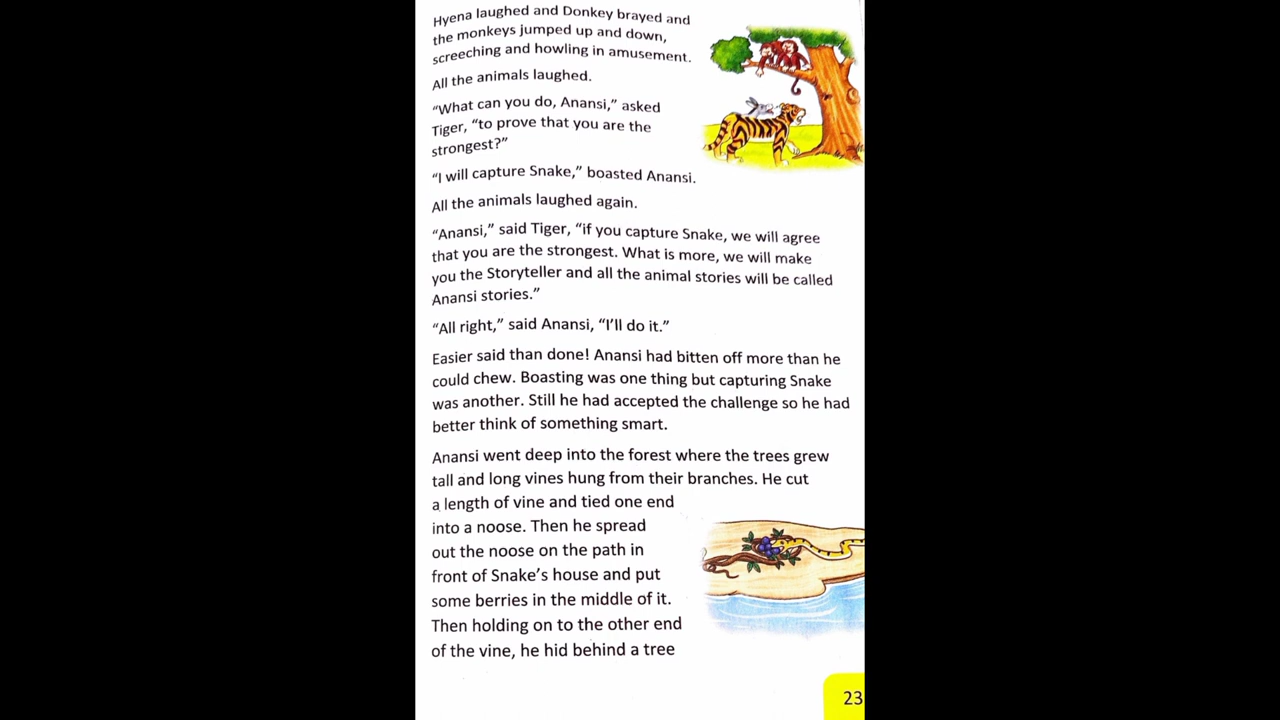 Hyena laughed and Donkey brayed and
the monkeys jumped up and down,
screeching and howling in amusement.
All the animals laughed.
“What can you do, Anansi,” asked
Tiger, “to prove that you are the
strongest?”
“I will capture Snake,” boasted Anansi.
All the animals laughed again.
“Anansi,” said Tiger, “if you capture Snake, we will agree
that you are the strongest. What is more, we will make
you the Storyteller and all the animal stories will be called
Anansi stories.”
“All right,” said Anansi, “I’ll do it.”
Easier said than done! Anansi had bitten off more than he
could chew. Boasting was one thing but capturing Snake
was another. Still he had accepted the challenge so he had
better think of something smart.
Anansi went deep into the forest where the trees grew
tall and long vines hung from their branches. He cut
a length of vine and tied one end
into a noose. Then he spread
out the noose on the path in
front of Snake’s house and put
some berries in the middle of it.
Then holding on to the other end
of the vine, he hid behind a tree
23